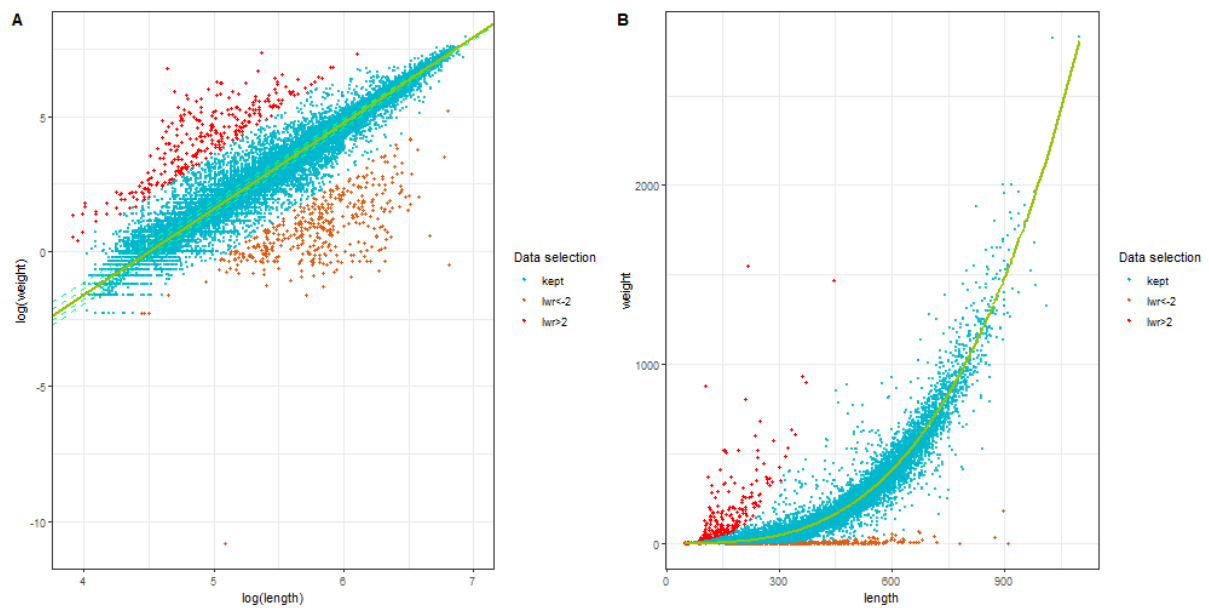 A
log(weight)
5
0
-5
-10
4
5
6
7
log(length)
Data selection
kept
lwr<-2
lwr>2
B
weight
2000
1000
0
0
300
600
900
length
Data selection
kept
lwr<-2
lwr>2